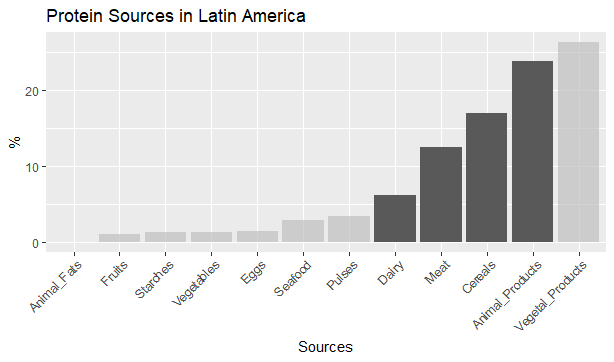 Protein Sources in Latin America
%
20
10
0
Animal_Fats
Fruits
Starches
Vegetables
Eggs
Seafood
Pulses
Dairy
Meat
Cereals
Animal_Products
Vegetal_Products
Sources